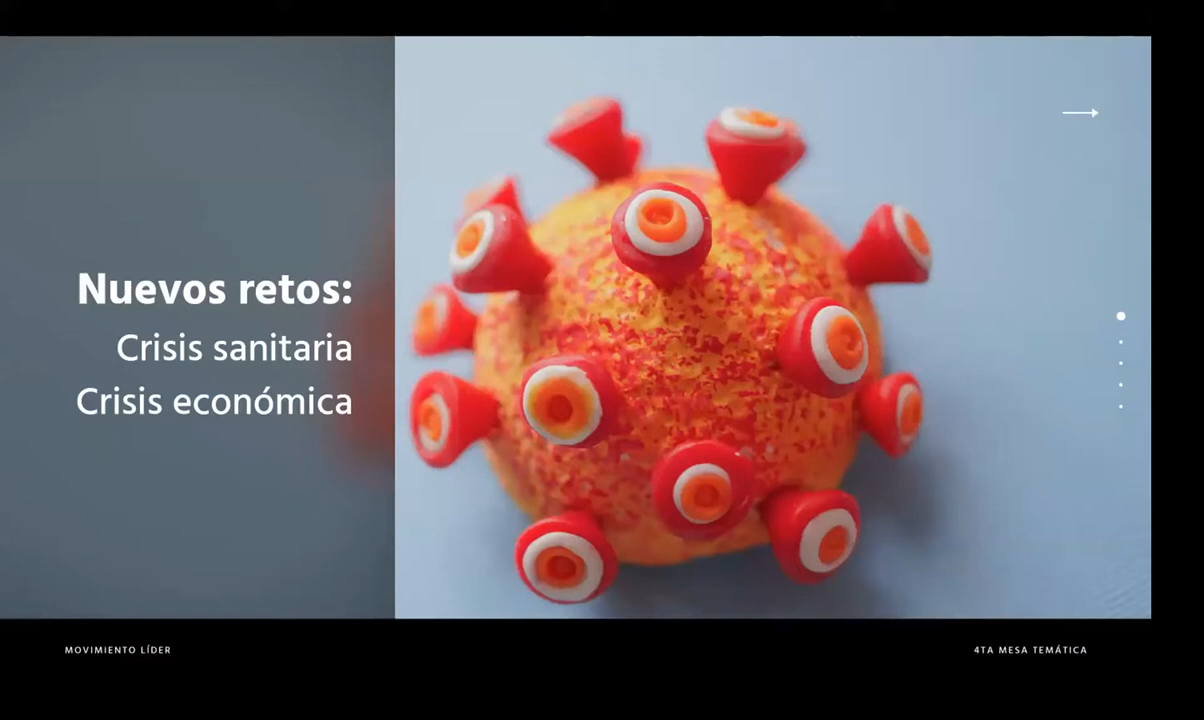 Nuevos retos:
Crisis sanitaria
Crisis económica
MOVIMIENTO LÍDER
4TA MESA TEMÁTICA